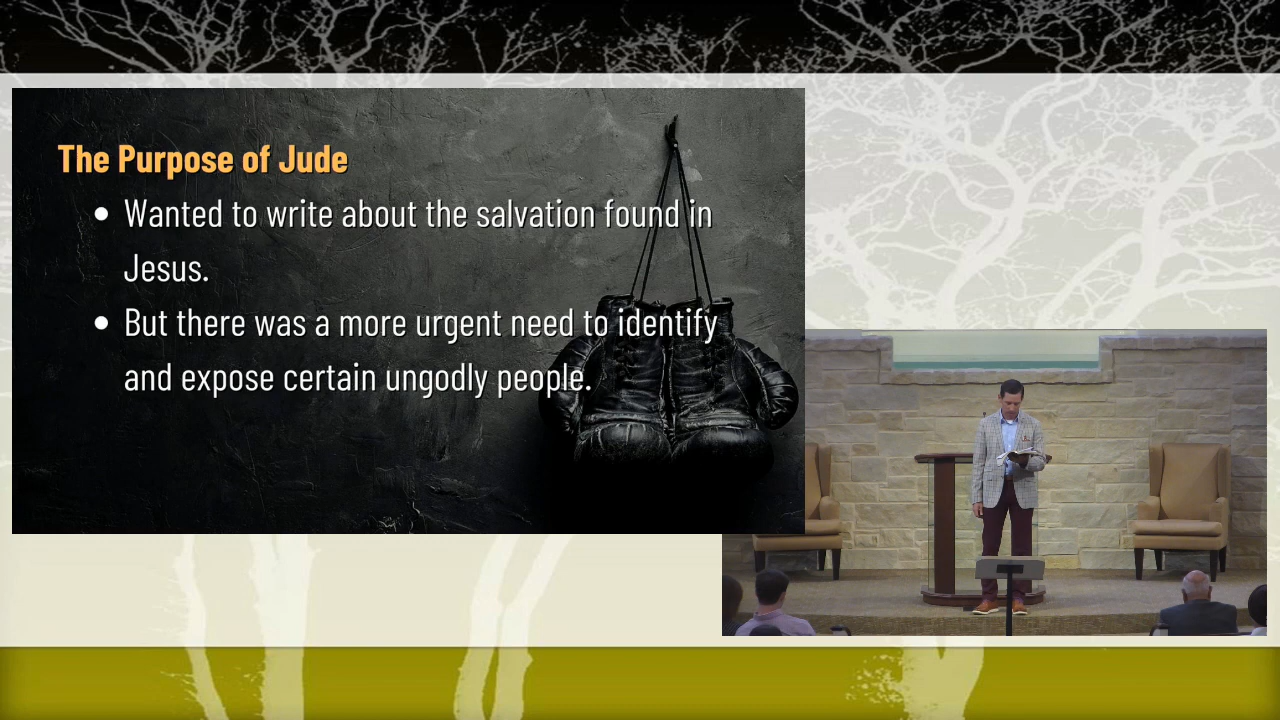 The Purpose of Jude
• Wanted to write about the salvation found in
Jesus.
• But there was a more urgent need to identify
and expose certain ungodly people.